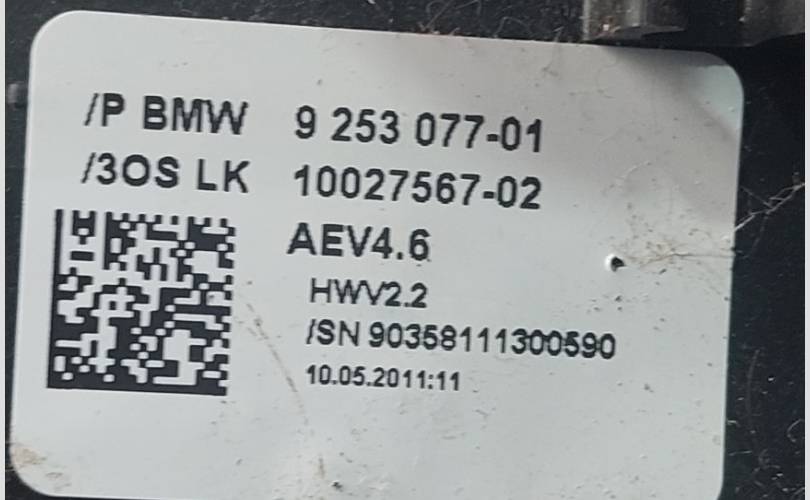 /P BMW 9 253 077-01
/3OS LK 10027567-02
AEV4.6
HWV2.2
/SN 90358111300590
10.05.2011:11